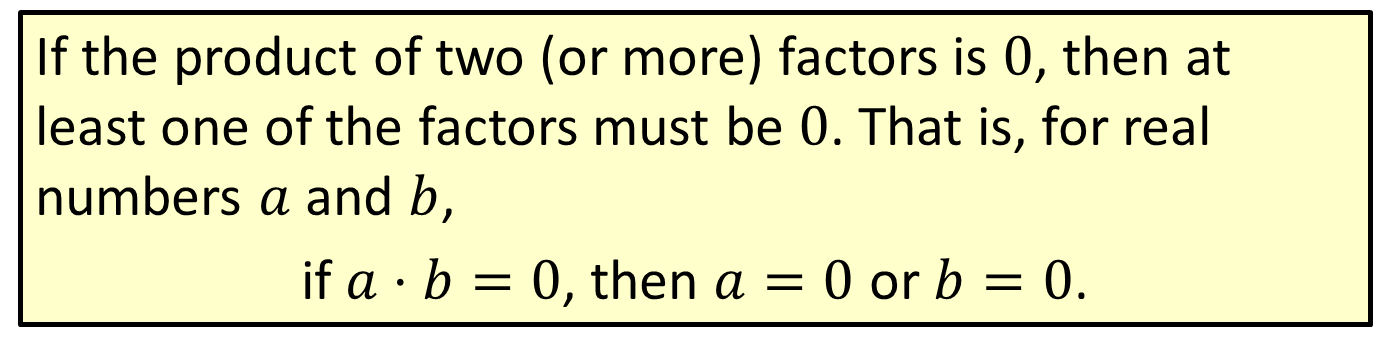 If the product of two (or more) factors is 0, then at
least one of the factors must be 0. That is, for real
numbers a and b,
if a · b = 0, then a = 0 or b = 0.